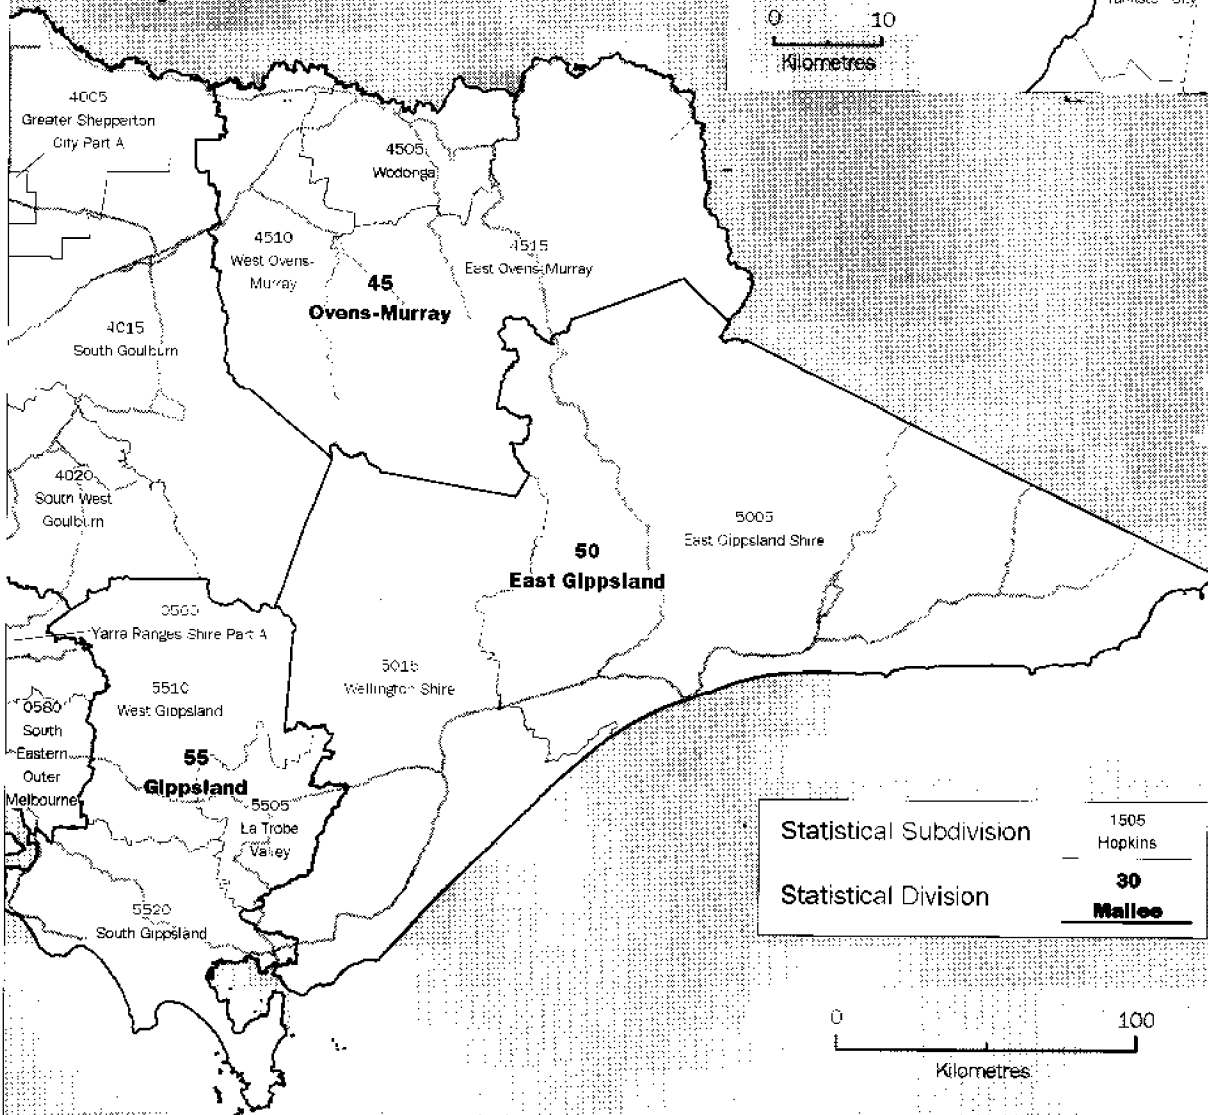 0 10
Kilometres
4005
Greater Shepparton
City Part A
4505
Wodonga
4510
West Ovens-
Murray
45
Ovens-Murray
4515
East Ovens-Murray
4015
South Goulburn
4020
South West
Goulburn
5005
East Gippsland Shire
50
East Gippsland
Yarra Ranges Shire Part A
5015
Wellington Shire
5510
West Gippsland
0580
South
Eastern
Outer
Melbourne
55
Gippsland
5505
La Trobe
Valley
5520
South Gippsland
Statistical Subdivision
1505
Hopkins
Statistical Division
30
Mallee
0 100
Kilometres